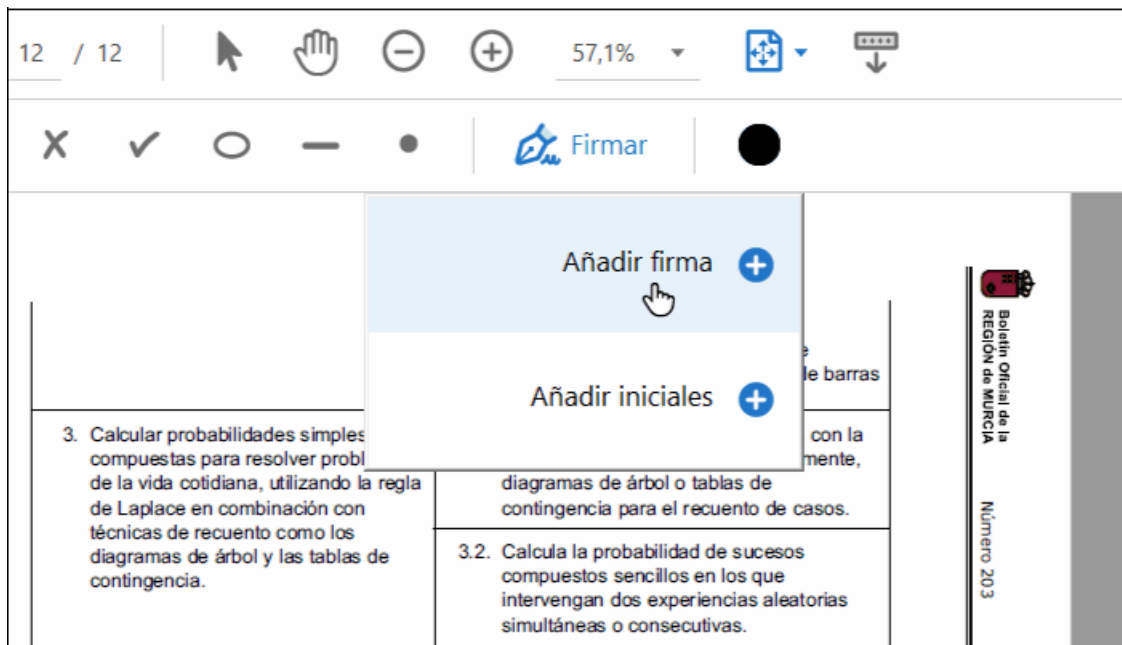 12 / 12
57,1%
Firmar
Añadir firma
Añadir iniciales
le barras
3. Calcular probabilidades simples
compuestas para resolver probl
de la vida cotidiana, utilizando la regla
de Laplace en combinación con
técnicas de recuento como los
diagramas de árbol y las tablas de
contingencia.
con la
mente,
diagramas de árbol o tablas de
contingencia para el recuento de casos.
3.2. Calcula la probabilidad de sucesos
compuestos sencillos en los que
intervengan dos experiencias aleatorias
simultáneas o consecutivas.
Boletín Oficial de la
REGIÓN de MURCIA
Número 203